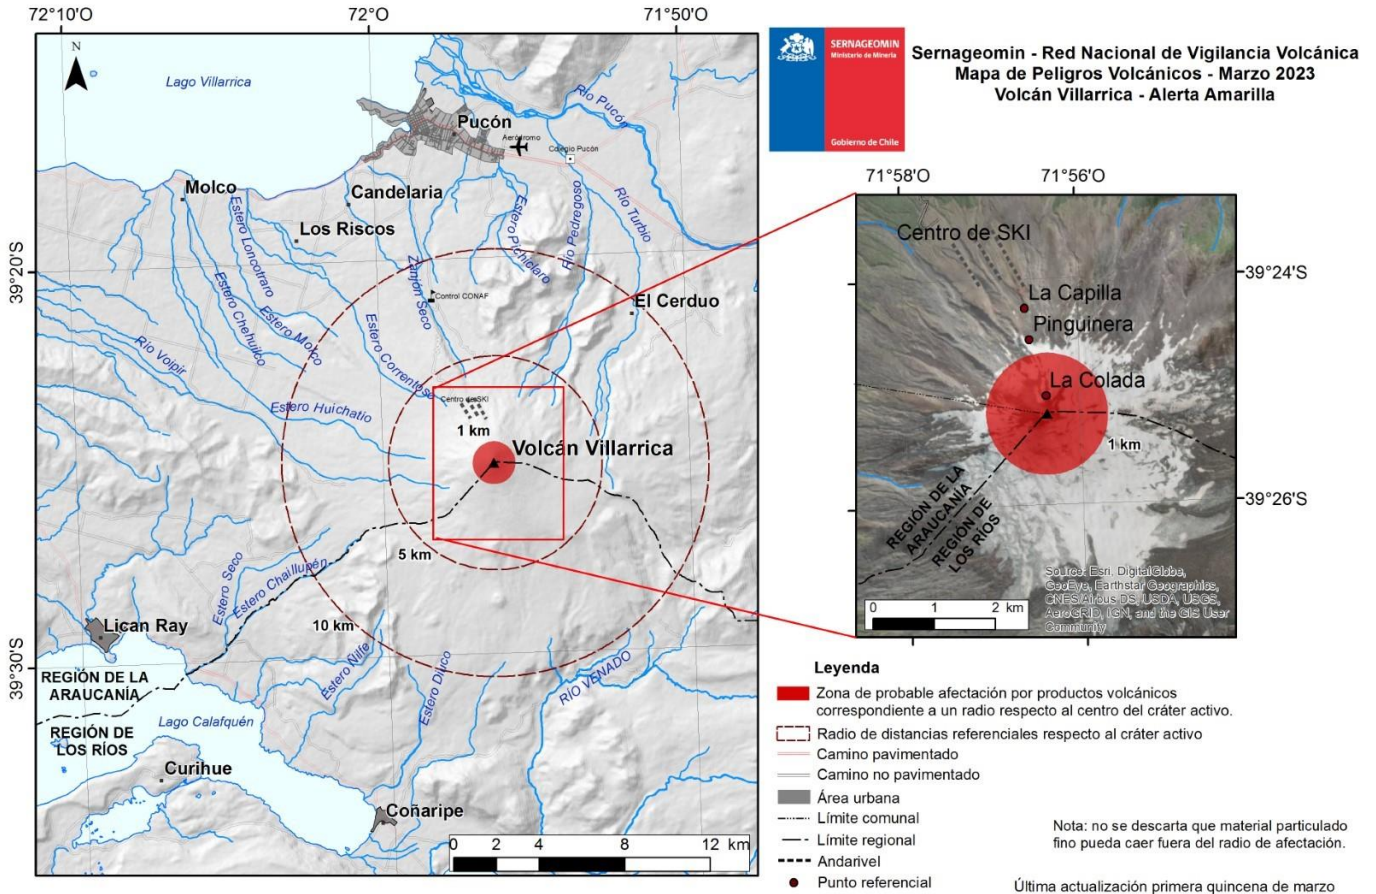 72°10'O
72°O
71°50'O
N
Lago Villarrica
Río Pucón
Pucón
Aeródromo
Colegio Pucón
Molco
Candelaria
Los Riscos
Estero Loncotraro
Estero Pichiclaro
Río Pedregoso
Río Turbio
39°20'S
Zanjón Seco
Control CONAF
El Cerduo
Estero Chehuilco
Estero Molco
Estero Correntoso
Río Voipir
Estero Huichatio
Centro de SKI
1 km
Volcán Villarrica
5 km
Estero Seco
Estero Chaillupén
10 km
Lican Ray
39°30'S
REGIÓN DE LA
ARAUCANÍA
REGIÓN DE
LOS RÍOS
Estero Ñilfe
Estero Diuco
RÍO VENADO
Lago Calafquén
Curihue
Coñaripe
0 2 4 8 12 km
SERNAGEOMIN
Ministerio de Minería
Gobierno de Chile
Sernageomin - Red Nacional de Vigilancia Volcánica
Mapa de Peligros Volcánicos - Marzo 2023
Volcán Villarrica - Alerta Amarilla
71°58'O
71°56'O
Centro de SKI
39°24'S
La Capilla
Pinguinera
La Colada
1 km
REGIÓN DE LA
ARAUCANÍA
REGIÓN DE
LOS RÍOS
39°26'S
Source: Esri, DigitalGlobe,
GeoEye, Earthstar Geographics,
CNES/Airbus DS, USDA, USGS,
AeroGRID, IGN, and the GIS User
Community
0 1 2 km
Leyenda
Zona de probable afectación por productos volcánicos
correspondiente a un radio respecto al centro del cráter activo.
Radio de distancias referenciales respecto al cráter activo
Camino pavimentado
Camino no pavimentado
Área urbana
Límite comunal
Límite regional
Andarivel
Punto referencial
Nota: no se descarta que material particulado
fino pueda caer fuera del radio de afectación.
Última actualización primera quincena de marzo